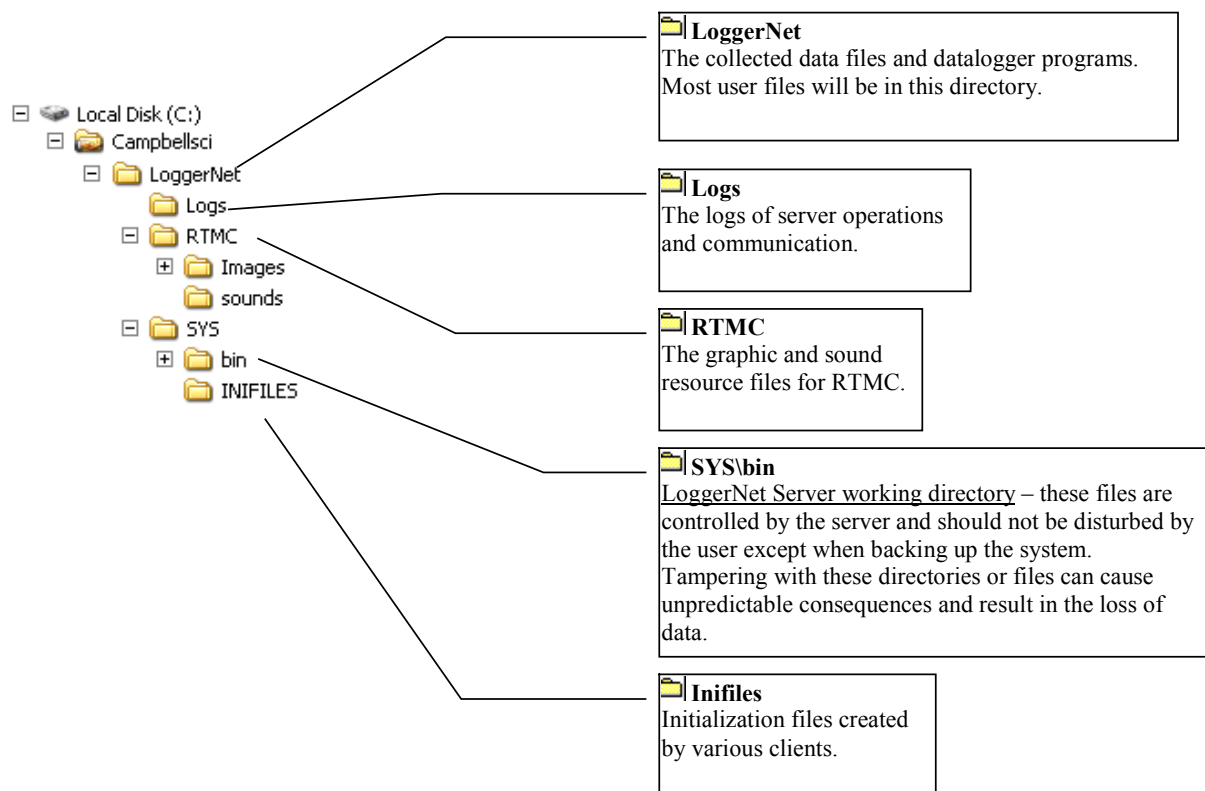 Local Disk (C:)
Campbellsci
LoggerNet
Logs
RTMC
Images
sounds
SYS
bin
INIFILES
LoggerNet
The collected data files and datalogger programs.
Most user files will be in this directory.
Logs
The logs of server operations
and communication.
RTMC
The graphic and sound
resource files for RTMC.
SYS\bin
LoggerNet Server working directory – these files are
controlled by the server and should not be disturbed by
the user except when backing up the system.
Tampering with these directories or files can cause
unpredictable consequences and result in the loss of
data.
Inifiles
Initialization files created
by various clients.